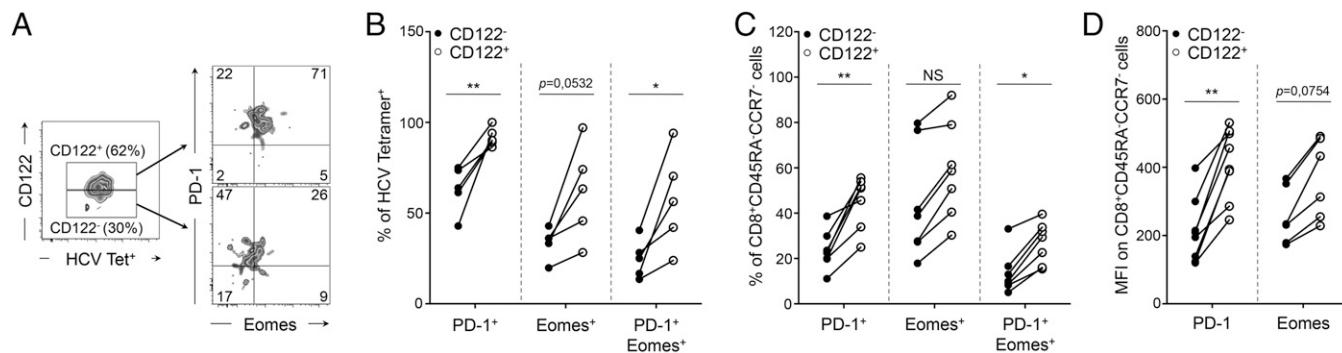 A
CD122
CD122⁺ (62%)
CD122⁻ (30%)
HCV Tet⁺
PD-1
22
71
2
5
47
26
17
9
Eomes
B
CD122⁻
CD122⁺
% of HCV Tetramer⁺
150
100
50
0
**
p=0,0532
*
PD-1⁺
Eomes⁺
PD-1⁺
Eomes⁺
C
CD122⁻
CD122⁺
% of CD8⁺CD45RA⁻CCR7⁻ cells
120
100
80
60
40
20
0
**
NS
*
PD-1⁺
Eomes⁺
PD-1⁺
Eomes⁺
D
CD122⁻
CD122⁺
MFI on CD8⁺CD45RA⁻CCR7⁻ cells
800
600
400
200
0
**
p=0,0754
PD-1
Eomes